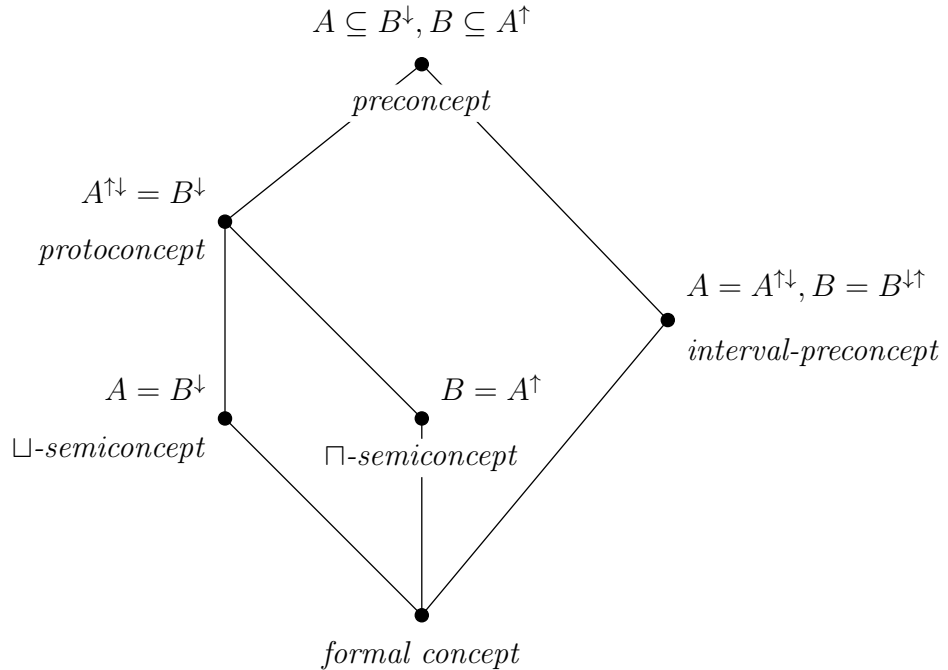 A ⊆ B↓, B ⊆ A↑
preconcept
A↑↓ = B↓
protoconcept
A = A↑↓, B = B↓↑
interval-preconcept
A = B↓
⊔-semiconcept
B = A↑
⊓-semiconcept
formal concept